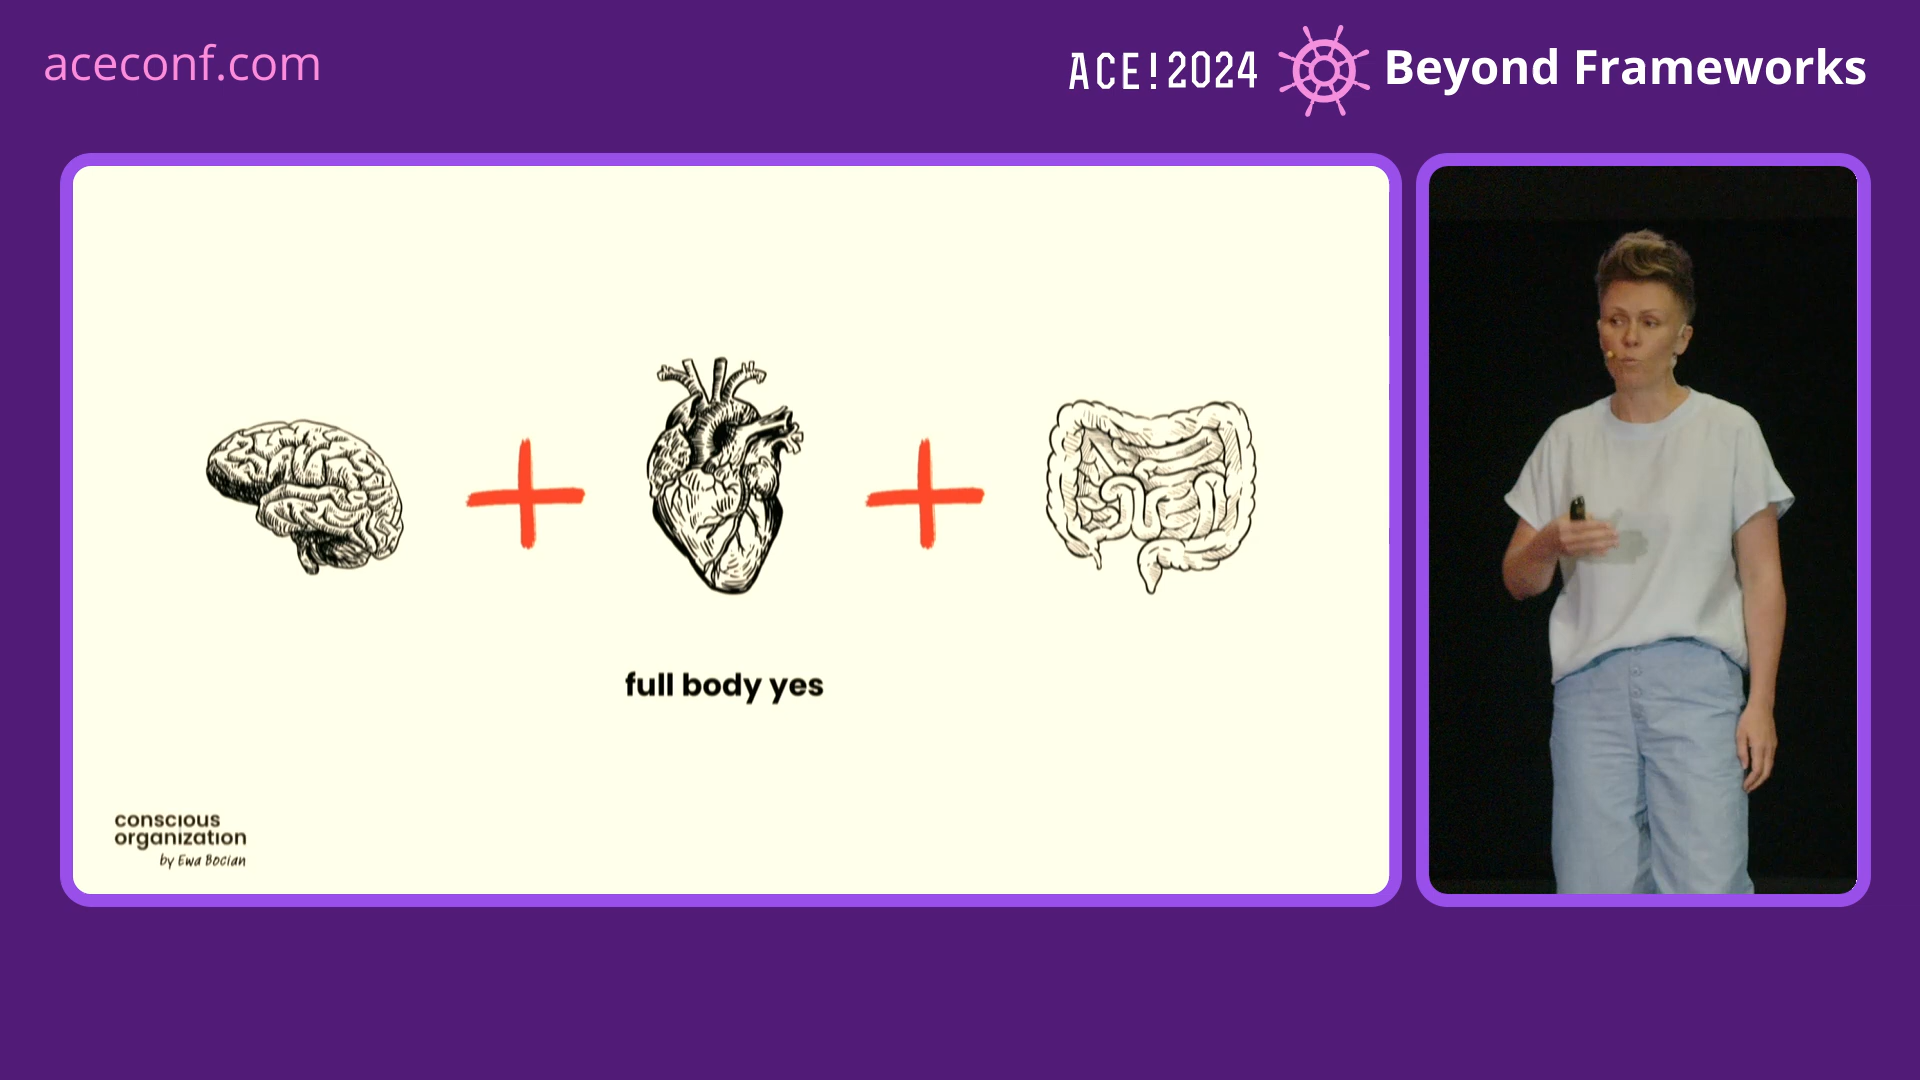 aceconf.com
ACE!2024 Beyond Frameworks
full body yes
conscious
organization
by Ewa Bocian